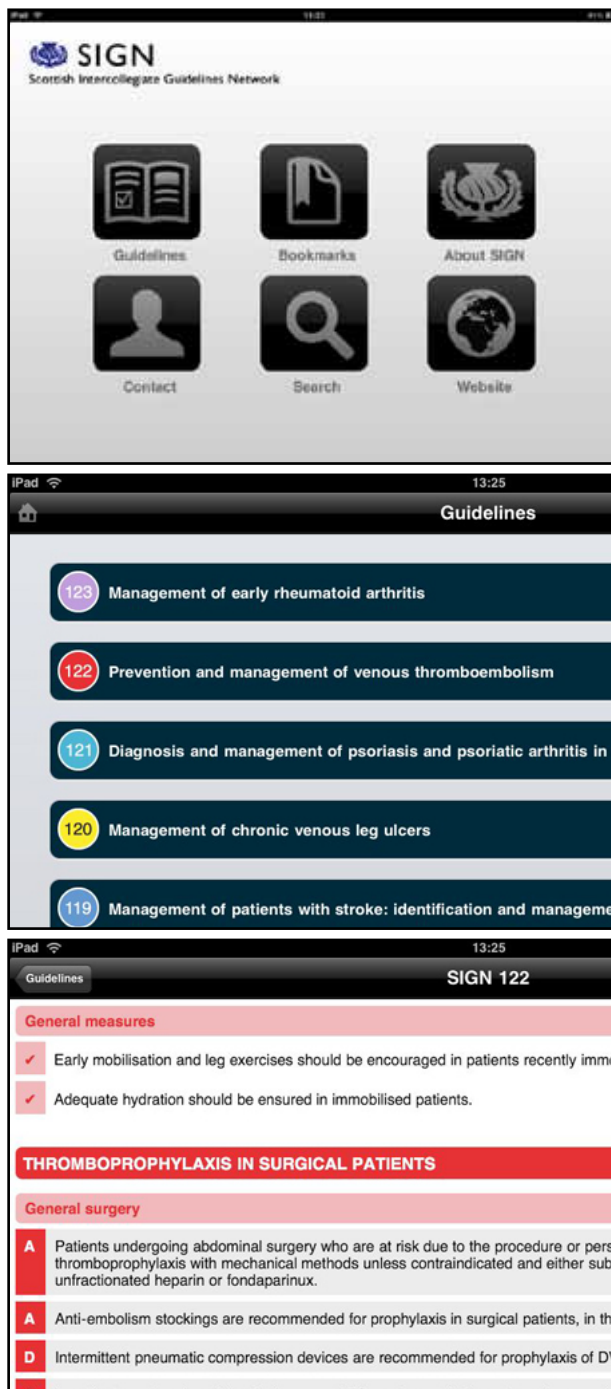 iPad
11:21
SIGN
Scottish Intercollegiate Guidelines Network
Guidelines
Bookmarks
About SIGN
Contact
Search
Website
iPad
13:25
Guidelines
123 Management of early rheumatoid arthritis
122 Prevention and management of venous thromboembolism
121 Diagnosis and management of psoriasis and psoriatic arthritis in
120 Management of chronic venous leg ulcers
119 Management of patients with stroke: identification and manageme
iPad
13:25
Guidelines
SIGN 122
General measures
✓ Early mobilisation and leg exercises should be encouraged in patients recently imm
✓ Adequate hydration should be ensured in immobilised patients.
THROMBOPROPHYLAXIS IN SURGICAL PATIENTS
General surgery
A Patients undergoing abdominal surgery who are at risk due to the procedure or pers
thromboprophylaxis with mechanical methods unless contraindicated and either sub
unfractionated heparin or fondaparinux.
A Anti-embolism stockings are recommended for prophylaxis in surgical patients, in th
D Intermittent pneumatic compression devices are recommended for prophylaxis of D